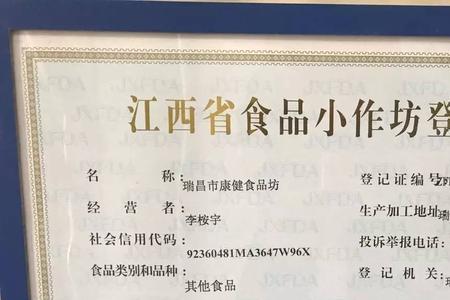 江西省食品小作坊登
名称：瑞昌市康健食品坊
登记证编号
经营者：李桉宇
生产加工地址
社会信用代码：92360481MA3647W96X
投诉举报电话：
食品类别和品种：其他食品
登记机关：